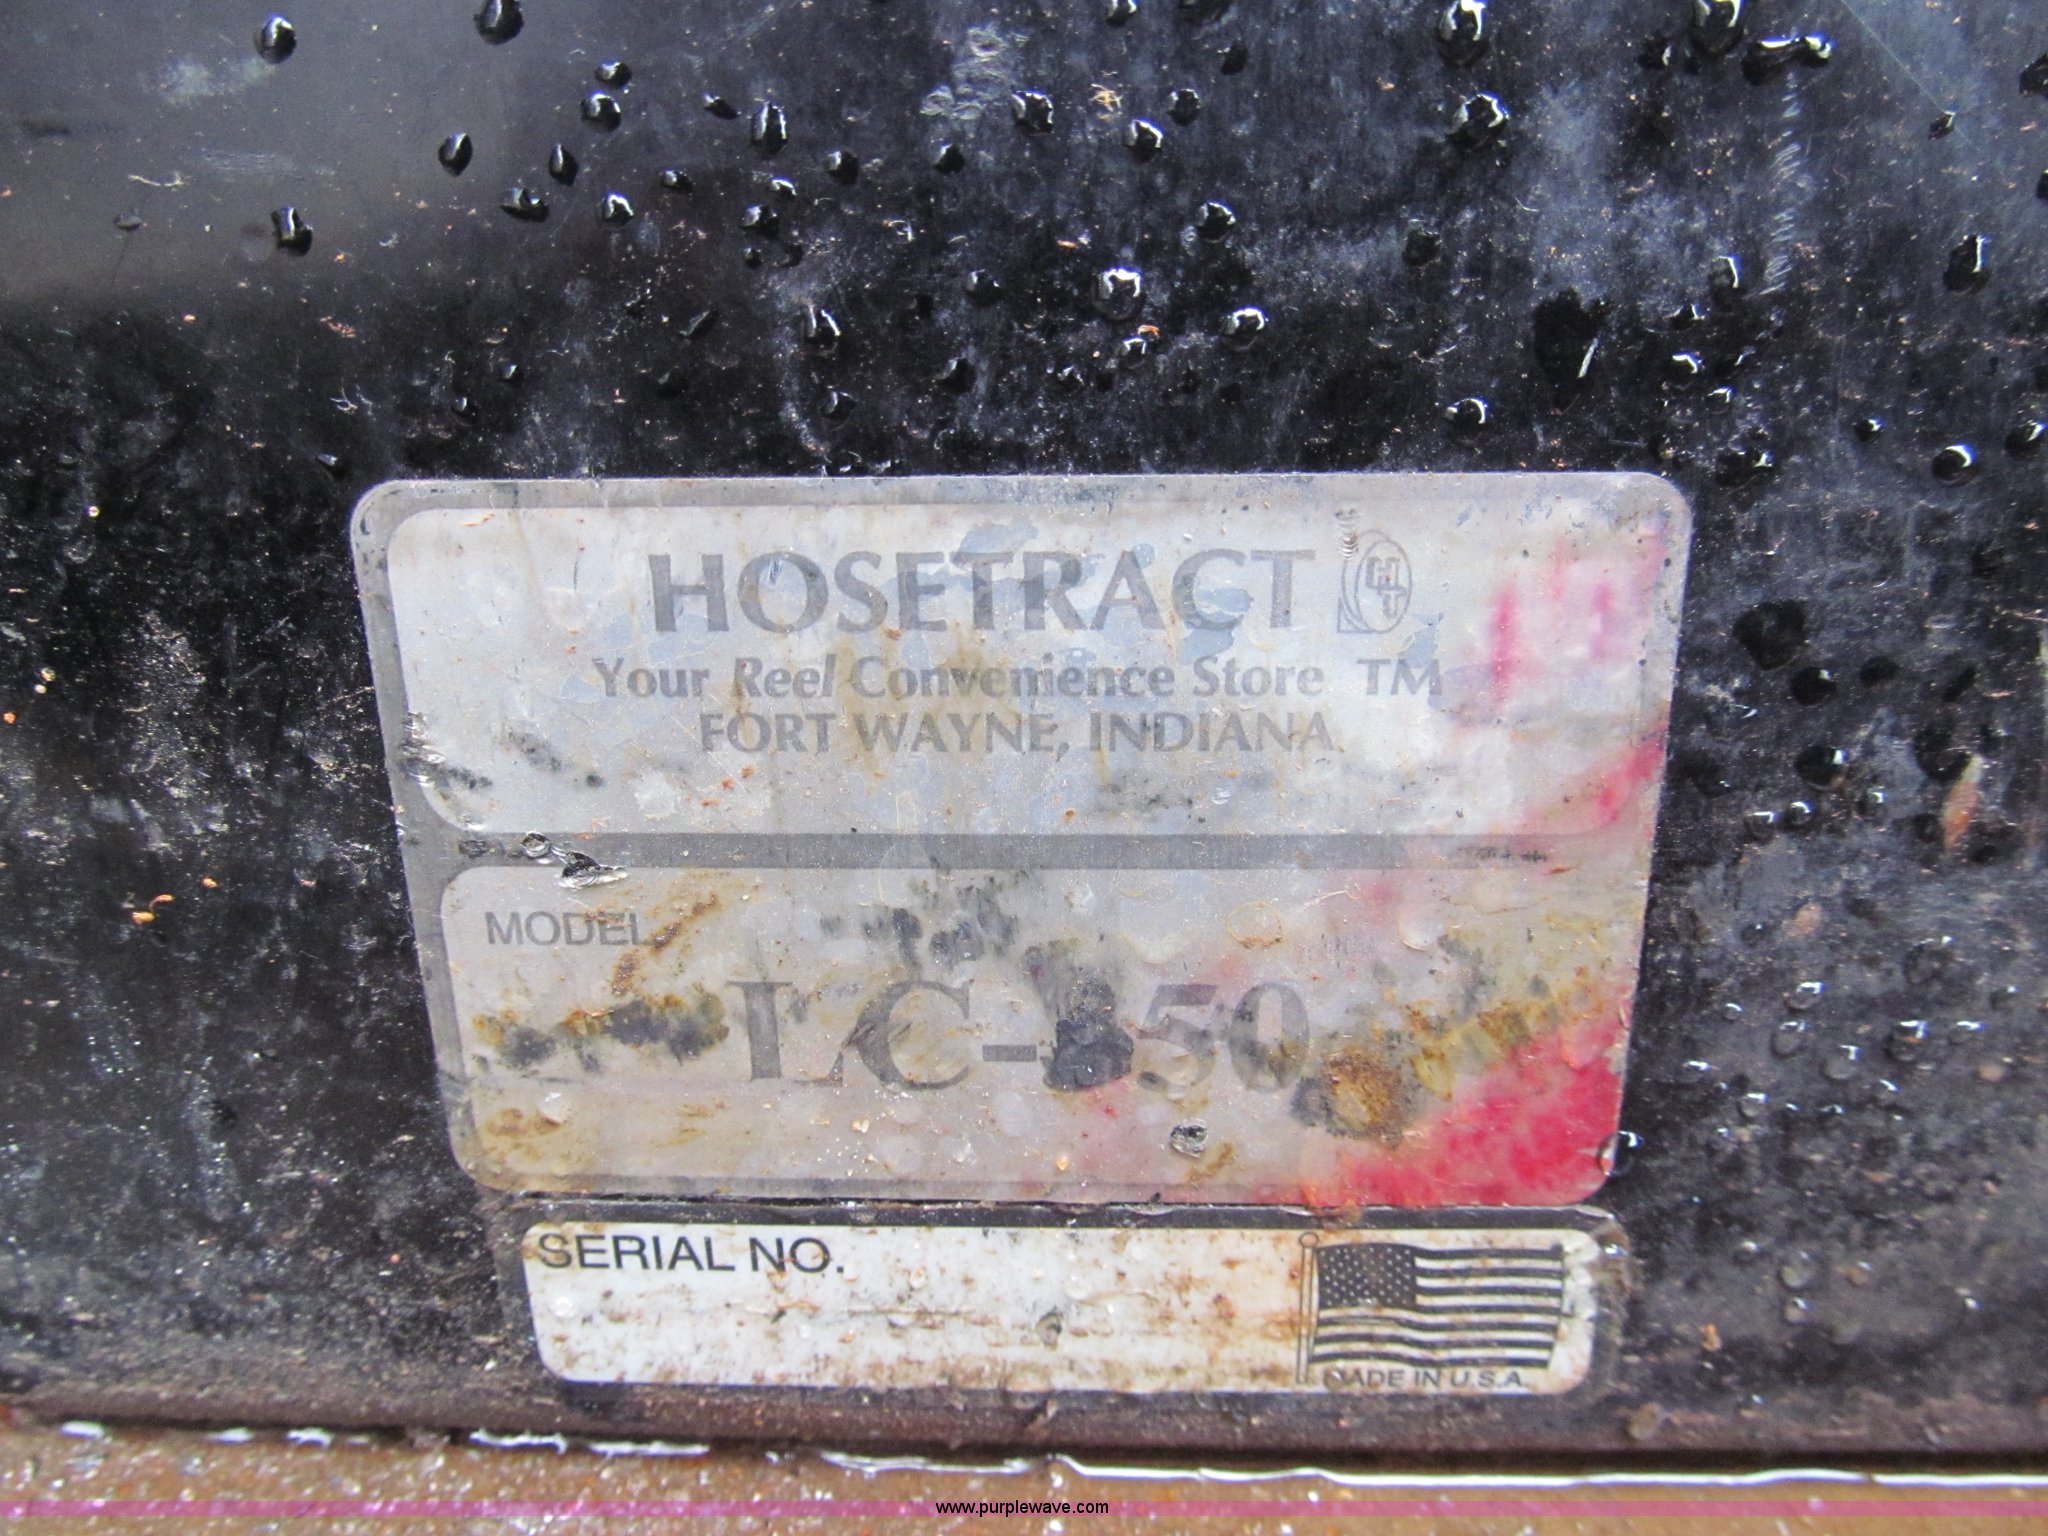 HOSETRACT
Your Reel Convenience Store TM
FORT WAYNE, INDIANA
MODEL
SERIAL NO.
MADE IN U.S.A.
www.purplewave.com